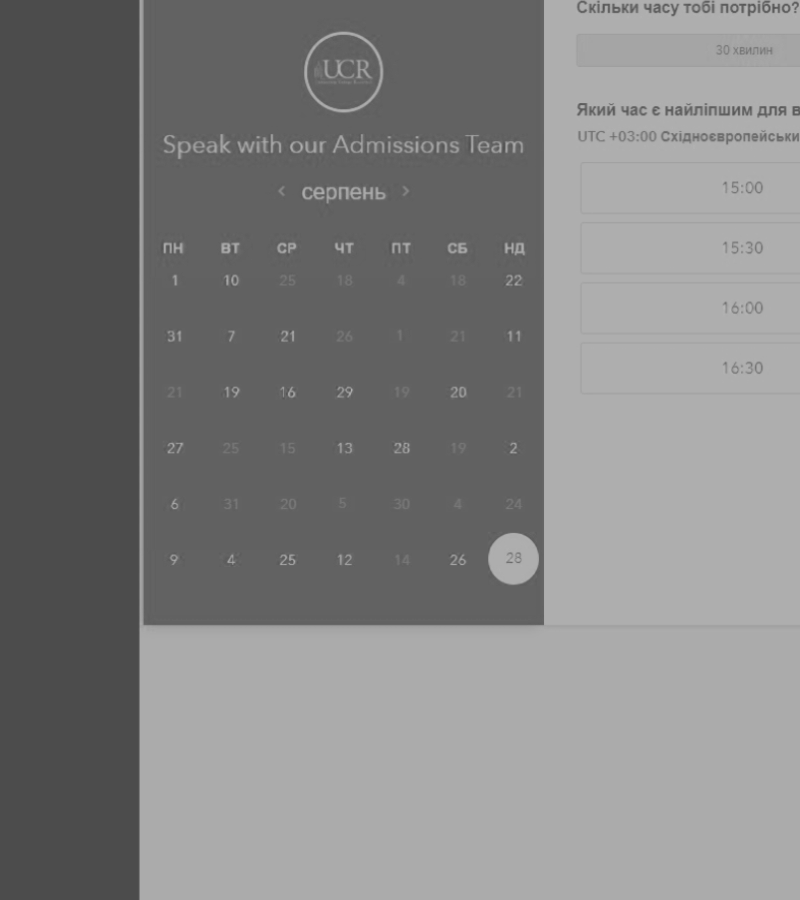 Скільки часу тобі потрібно?
UCR
30 хвилин
Який час є найліпшим для в
Speak with our Admissions Team
UTC +03:00 Східноєвропейськи
< серпень >
15:00
ПН ВТ СР ЧТ ПТ СБ НД
15:30
1 10 25 18 4 18 22
16:00
31 7 21 26 1 21 11
16:30
21 19 16 29 19 20 21
27 25 15 13 28 19 2
6 31 20 5 30 4 24
9 4 25 12 14 26 28